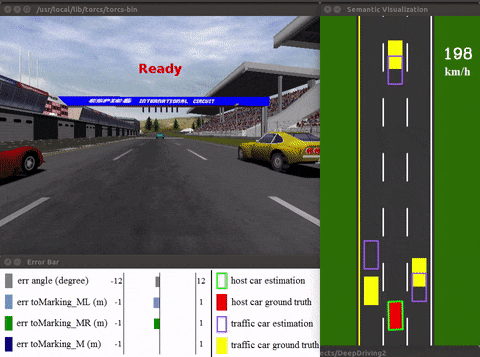 /usr/local/lib/torcs/torcs-bin
Semantic Visualization
Ready
INTERNATIONAL CIRCUIT
198
km/h
Error Bar
err angle (degree)
-12
12
err toMarking_ML (m)
-1
1
err toMarking_MR (m)
-1
1
err toMarking_M (m)
-1
1
host car estimation
host car ground truth
traffic car estimation
traffic car ground truth
ects/DeepDriving2